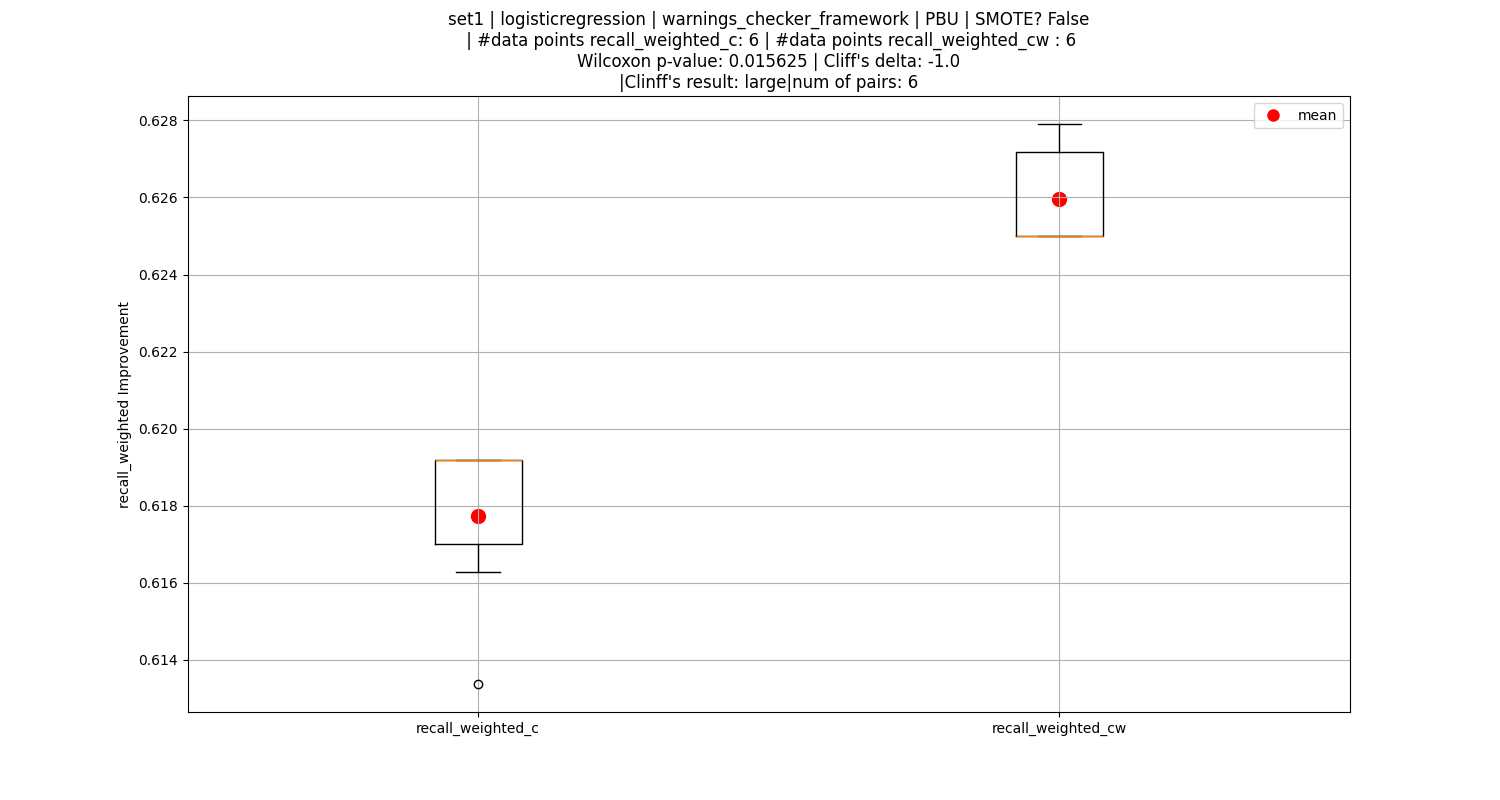 set1 | logisticregression | warnings_checker_framework | PBU | SMOTE? False
| #data points recall_weighted_c: 6 | #data points recall_weighted_cw : 6
Wilcoxon p-value: 0.015625 | Cliff's delta: -1.0
|Clinff's result: large|num of pairs: 6
mean
0.628
0.626
0.624
0.622
0.620
0.618
0.616
0.614
recall_weighted Improvement
recall_weighted_c
recall_weighted_cw